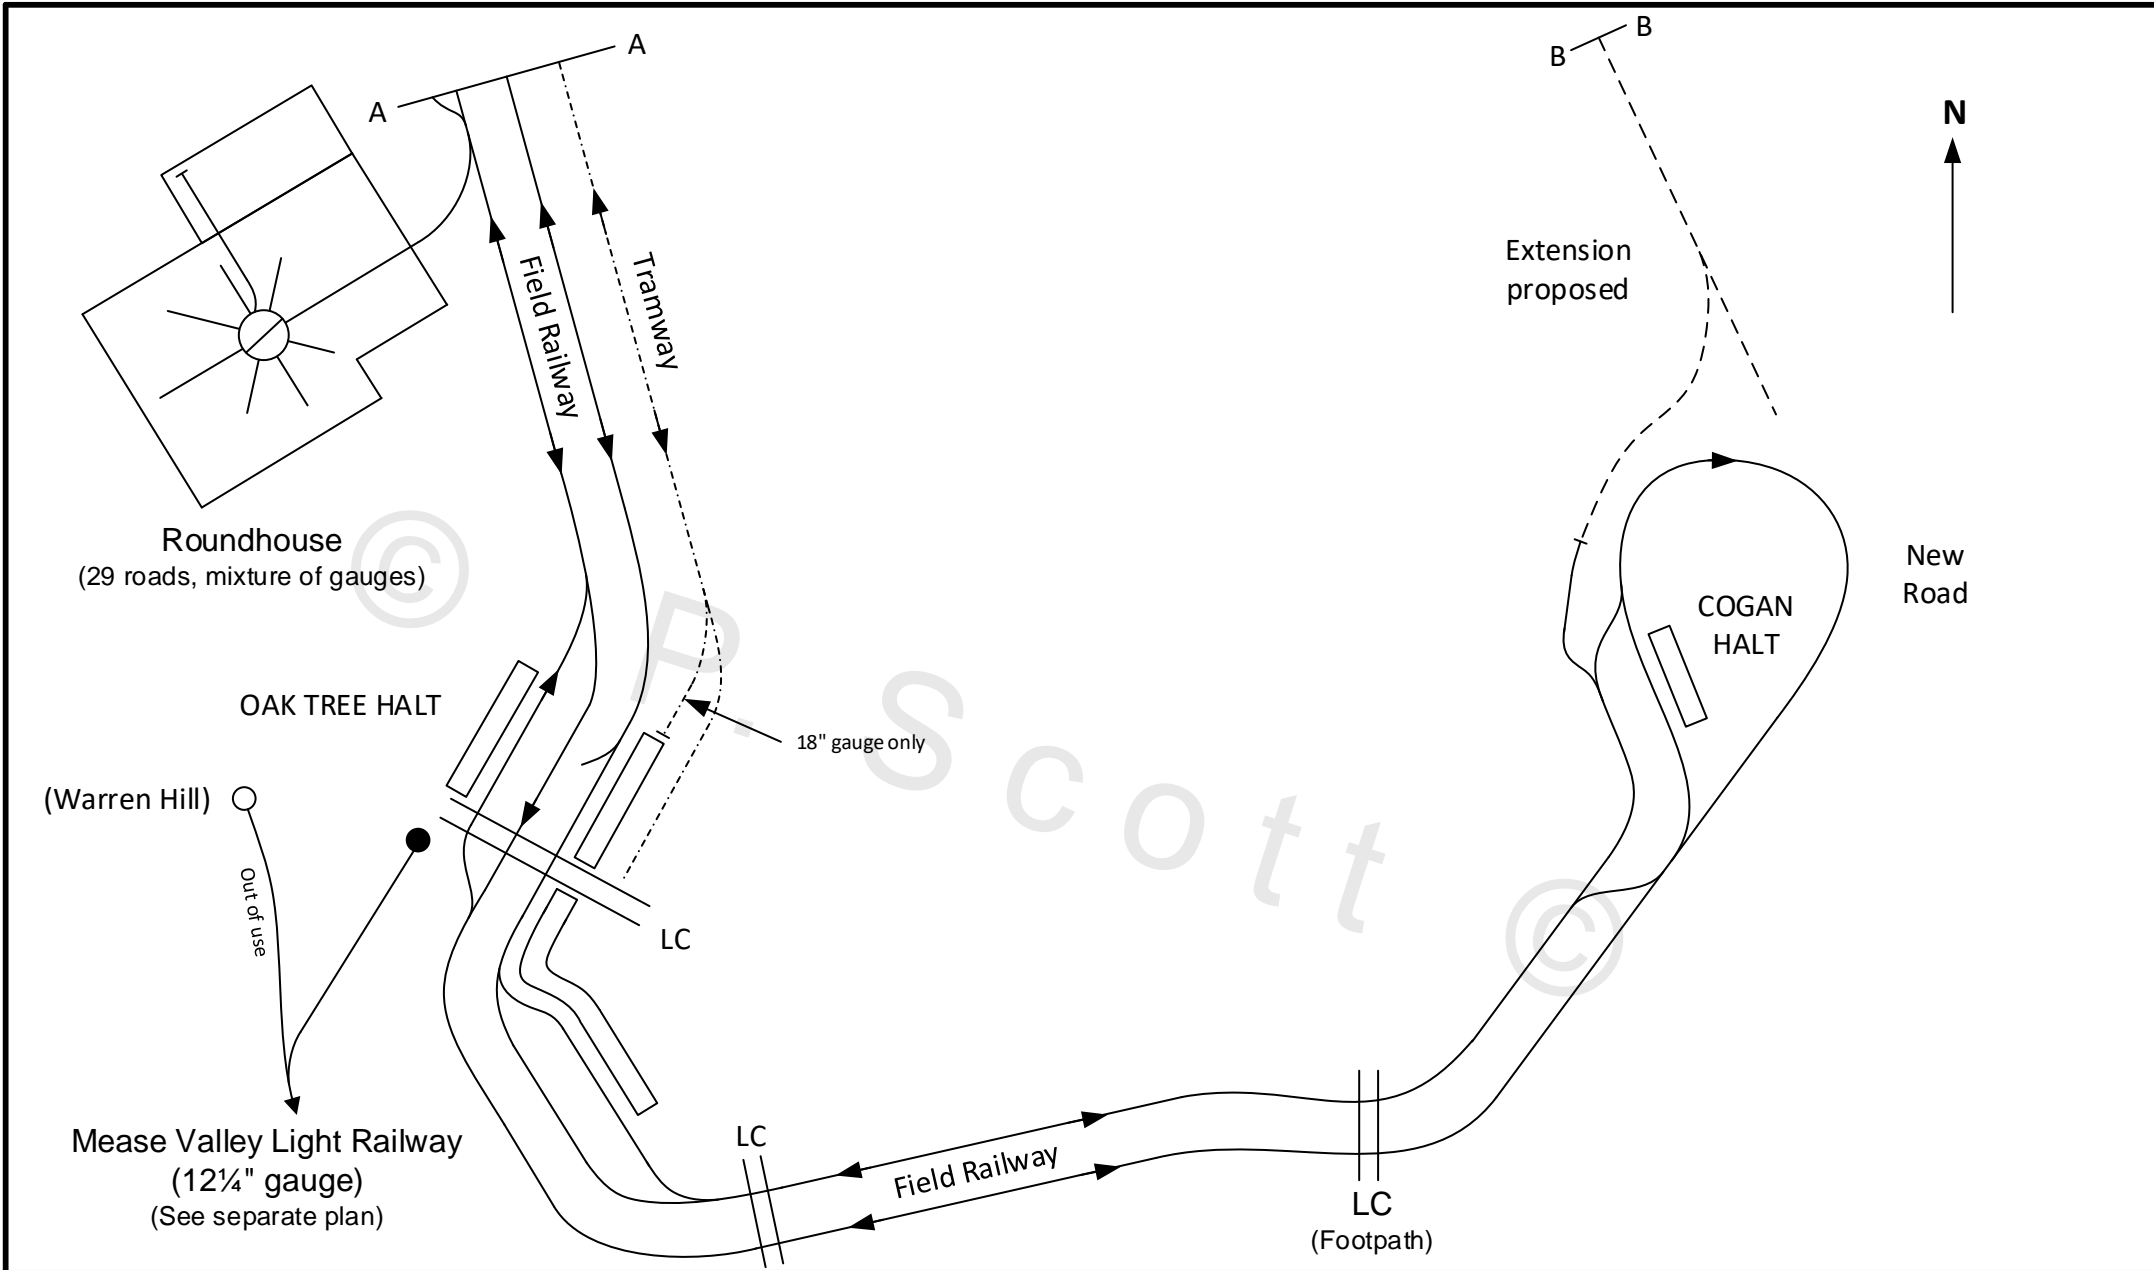 A
A
B
B
N
Field Railway
Tramway
Extension
proposed
Roundhouse
(29 roads, mixture of gauges)
New
Road
COGAN
HALT
OAK TREE HALT
18" gauge only
(Warren Hill)
Out of use
LC
Mease Valley Light Railway
(12¼" gauge)
(See separate plan)
LC
Field Railway
LC
(Footpath)
© P. Scott ©